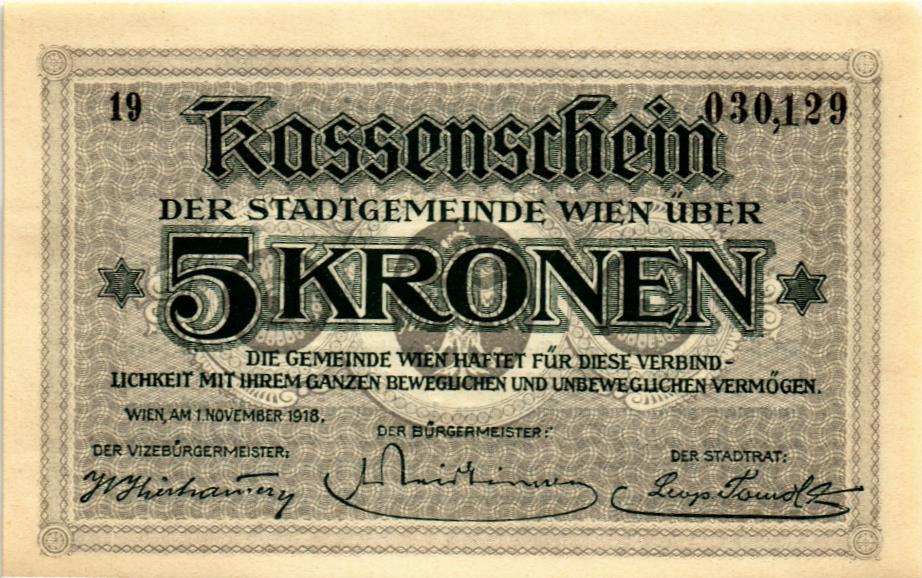 19
030,129
Kassenschein
DER STADTGEMEINDE WIEN ÜBER
5 KRONEN
DIE GEMEINDE WIEN HAFTET FÜR DIESE VERBIND-
LICHKEIT MIT IHREM GANZEN BEWEGLICHEN UND UNBEWEGLICHEN VERMÖGEN.
WIEN, AM 1. NOVEMBER 1918.
DER BÜRGERMEISTER:
DER VIZEBÜRGERMEISTER:
DER STADTRAT: